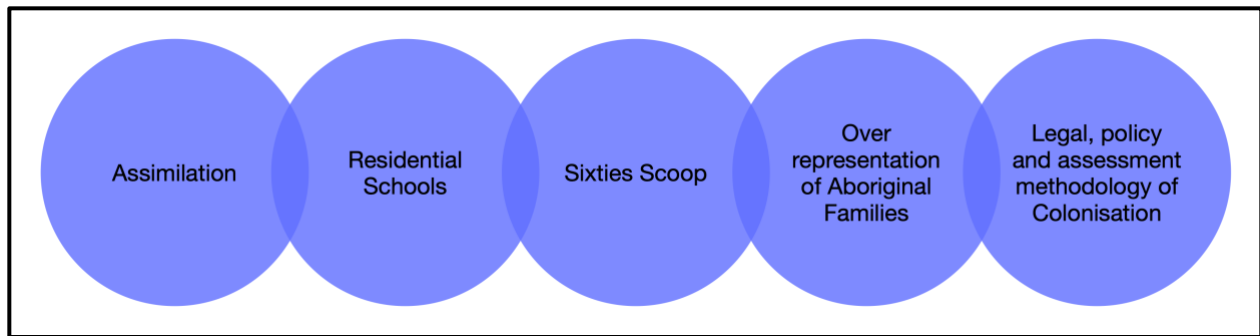 Assimilation
Residential
Schools
Sixties Scoop
Over
representation
of Aboriginal
Families
Legal, policy
and assessment
methodology of
Colonisation